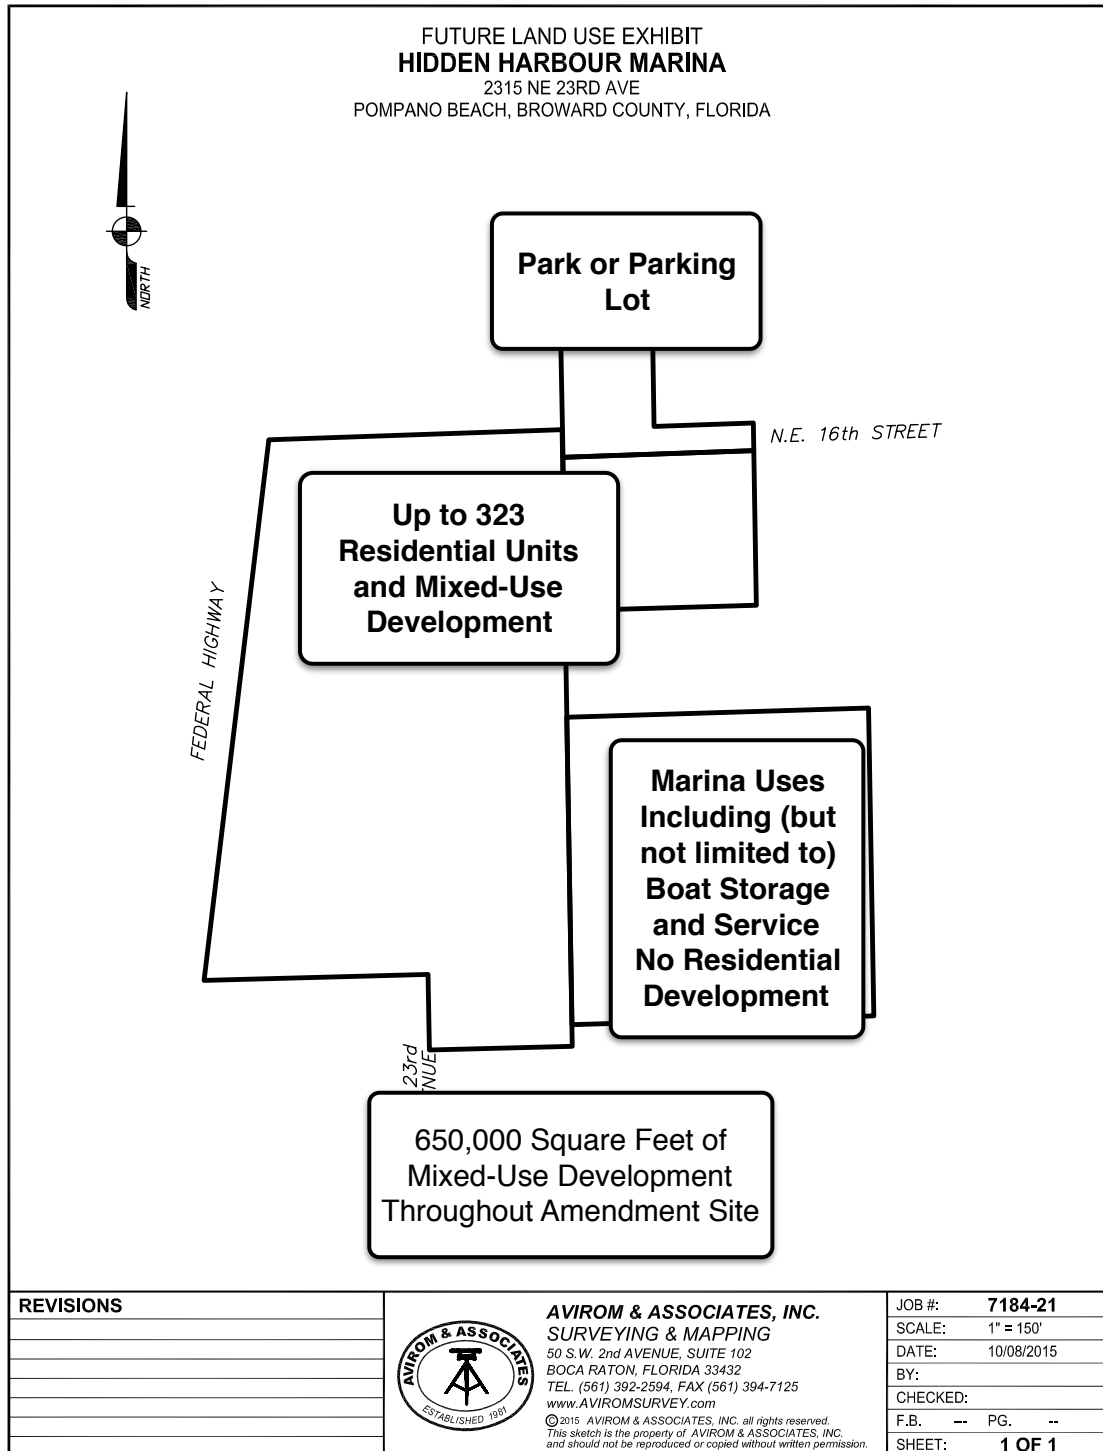 FUTURE LAND USE EXHIBIT
HIDDEN HARBOUR MARINA
2315 NE 23RD AVE
POMPANO BEACH, BROWARD COUNTY, FLORIDA
NORTH
Park or Parking
Lot
N.E. 16th STREET
Up to 323
Residential Units
and Mixed-Use
Development
FEDERAL HIGHWAY
Marina Uses
Including (but
not limited to)
Boat Storage
and Service
No Residential
Development
23rd
NUE
650,000 Square Feet of
Mixed-Use Development
Throughout Amendment Site
REVISIONS
AVIROM & ASSOCIATES
ESTABLISHED 1981
AVIROM & ASSOCIATES, INC.
SURVEYING & MAPPING
50 S.W. 2nd AVENUE, SUITE 102
BOCA RATON, FLORIDA 33432
TEL. (561) 392-2594, FAX (561) 394-7125
www.AVIROMSURVEY.com
© 2015 AVIROM & ASSOCIATES, INC. all rights reserved.
This sketch is the property of AVIROM & ASSOCIATES, INC.
and should not be reproduced or copied without written permission.
JOB #: 7184-21
SCALE: 1" = 150'
DATE: 10/08/2015
BY:
CHECKED:
F.B. -- PG. --
SHEET: 1 OF 1